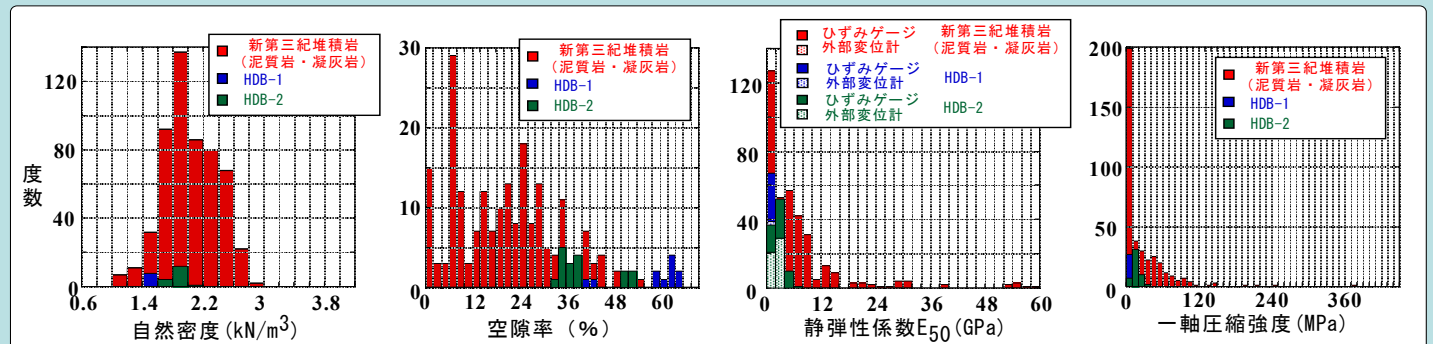 度数
120
80
40
0
0.6
1.4
2.2
3
3.8
自然密度(kN/m³)
新第三紀堆積岩
(泥質岩・凝灰岩)
HDB-1
HDB-2
30
20
10
0
0
12
24
36
48
60
空隙率(%)
新第三紀堆積岩
(泥質岩・凝灰岩)
HDB-1
HDB-2
120
80
40
0
0
12
24
36
48
60
静弾性係数E50(GPa)
ひずみゲージ 新第三紀堆積岩
外部変位計 (泥質岩・凝灰岩)
ひずみゲージ
外部変位計
HDB-1
ひずみゲージ
外部変位計
HDB-2
200
150
100
50
0
0
120
240
360
一軸圧縮強度(MPa)
新第三紀堆積岩
(泥質岩・凝灰岩)
HDB-1
HDB-2